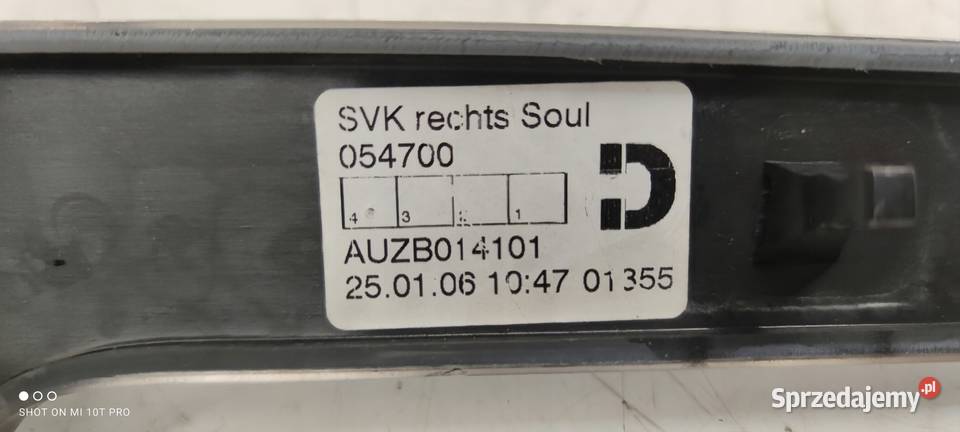 SVK rechts Soul
054700
4 3 2 1
AUZB014101
25.01.06 10:47 01355
SHOT ON MI 10T PRO
Sprzedajemy.pl